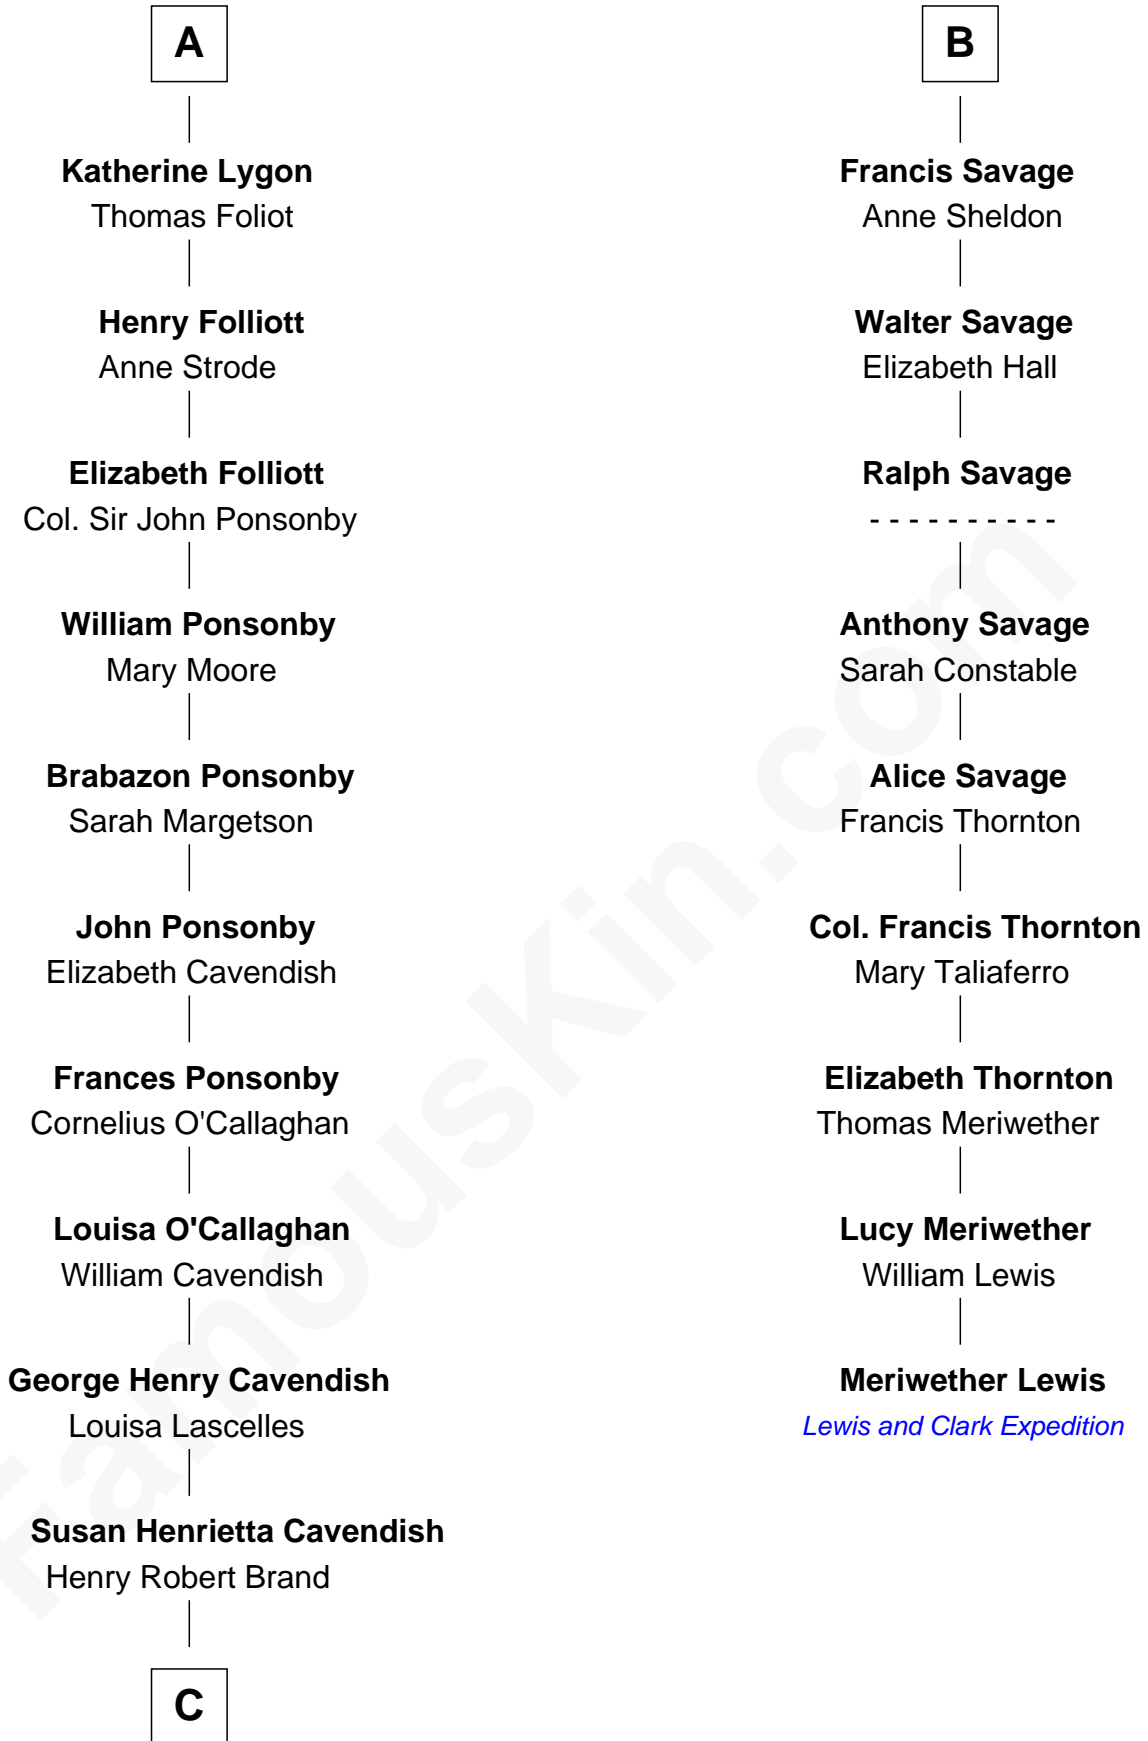 A
Katherine Lygon
Thomas Foliot
Henry Folliott
Anne Strode
Elizabeth Folliott
Col. Sir John Ponsonby
William Ponsonby
Mary Moore
Brabazon Ponsonby
Sarah Margetson
John Ponsonby
Elizabeth Cavendish
Frances Ponsonby
Cornelius O'Callaghan
Louisa O'Callaghan
William Cavendish
George Henry Cavendish
Louisa Lascelles
Susan Henrietta Cavendish
Henry Robert Brand
C
B
Francis Savage
Anne Sheldon
Walter Savage
Elizabeth Hall
Ralph Savage
- - - - - - - - - -
Anthony Savage
Sarah Constable
Alice Savage
Francis Thornton
Col. Francis Thornton
Mary Taliaferro
Elizabeth Thornton
Thomas Meriwether
Lucy Meriwether
William Lewis
Meriwether Lewis
Lewis and Clark Expedition
FamousKin.com